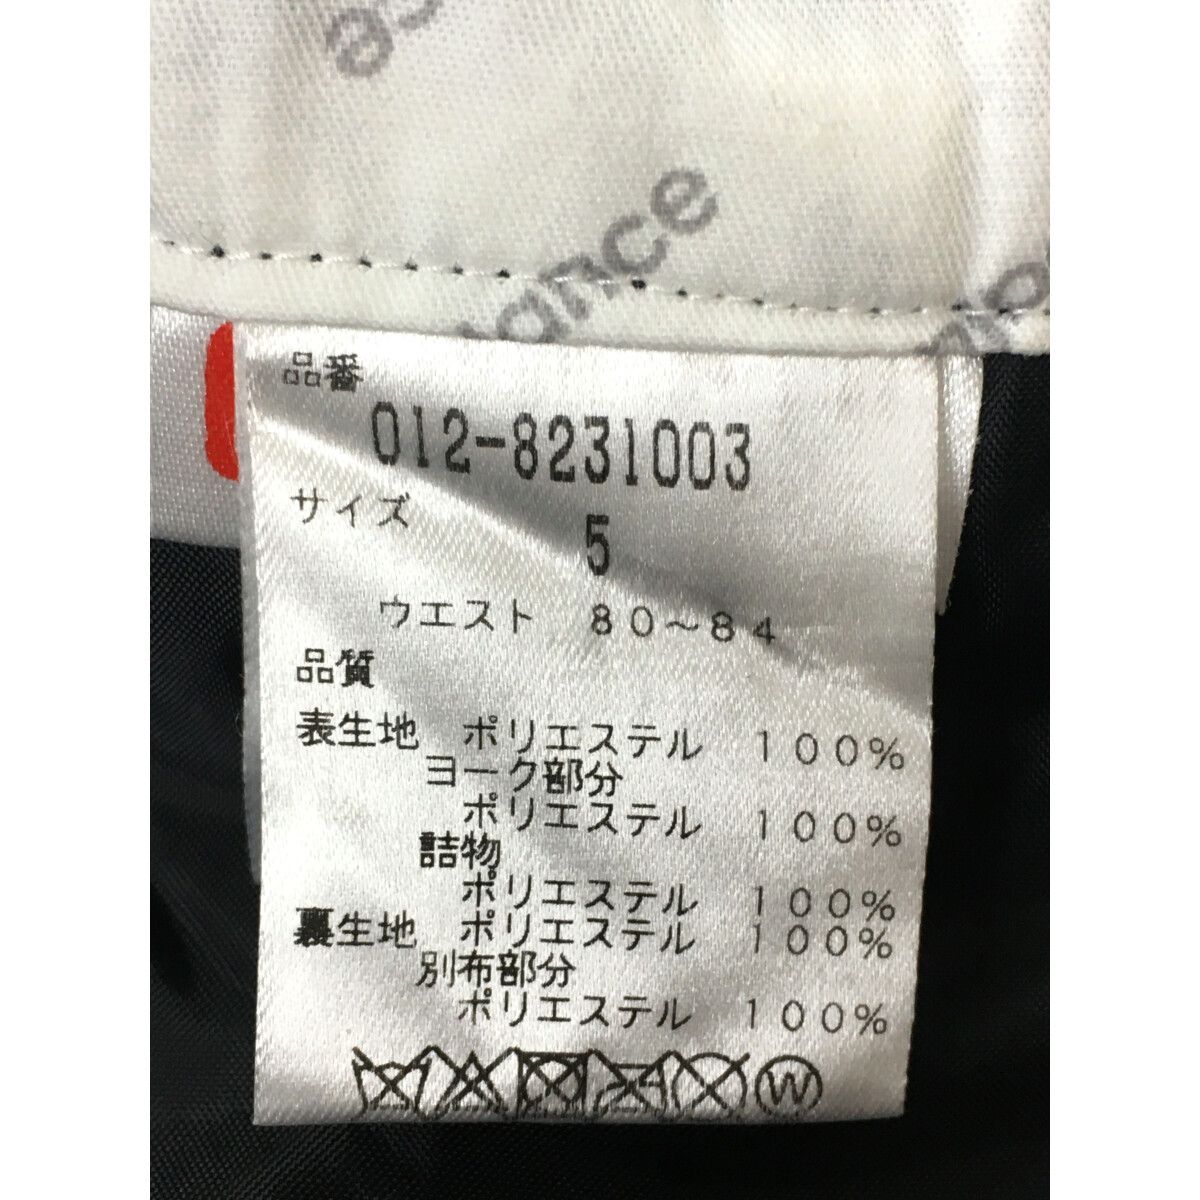 ance
品番
012-8231003
サイズ
5
ウエスト 80～84
品質
表生地 ポリエステル 100%
ヨーク部分
ポリエステル 100%
詰物
ポリエステル 100%
裏生地 ポリエステル 100%
別布部分
ポリエステル 100%
W